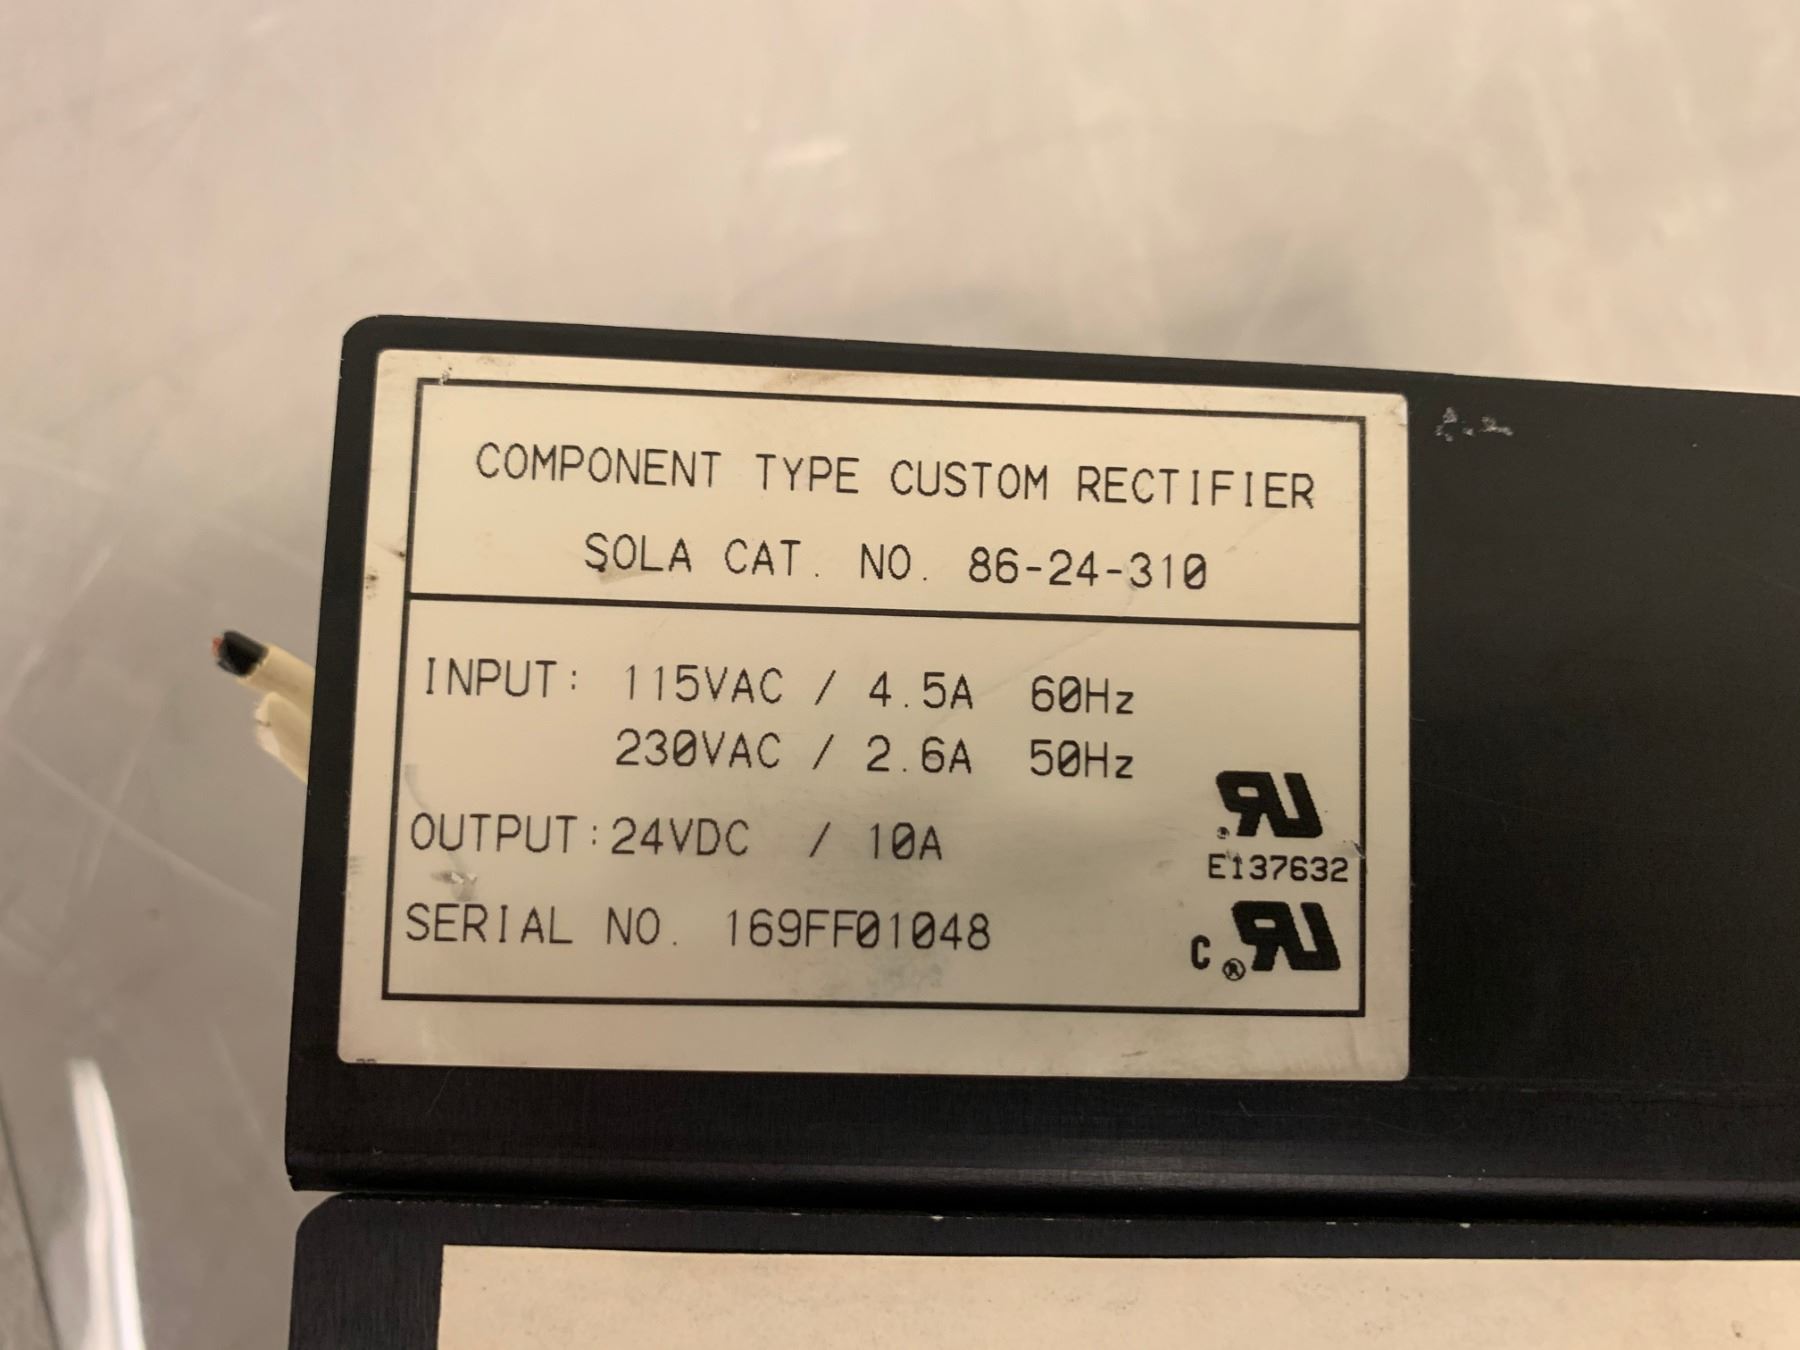 COMPONENT TYPE CUSTOM RECTIFIER
SOLA CAT. NO. 86-24-310
INPUT: 115VAC / 4.5A 60Hz
230VAC / 2.6A 50Hz
OUTPUT: 24VDC / 10A
SERIAL NO. 169FF01048
E137632
C ®